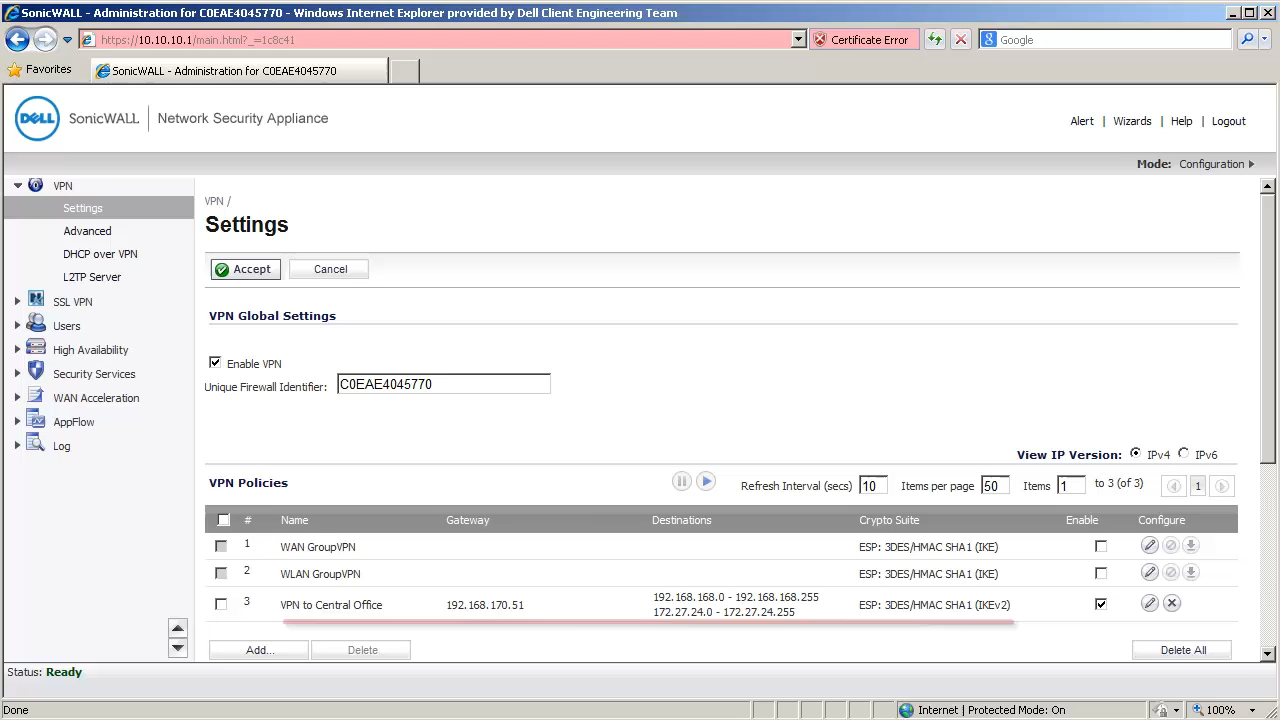 SonicWALL - Administration for C0EAE4045770 - Windows Internet Explorer provided by Dell Client Engineering Team
https://10.10.10.1/main.html?_=1c8c41
Certificate Error
Google
Favorites
SonicWALL - Administration for C0EAE4045770
DELL
SonicWALL
Network Security Appliance
Alert | Wizards | Help | Logout
Mode: Configuration
VPN
Settings
Advanced
DHCP over VPN
L2TP Server
SSL VPN
Users
High Availability
Security Services
WAN Acceleration
AppFlow
Log
VPN /
Settings
Accept
Cancel
VPN Global Settings
Enable VPN
Unique Firewall Identifier: C0EAE4045770
View IP Version: IPv4 IPv6
VPN Policies
Refresh Interval (secs) 10 Items per page 50 Items 1 to 3 (of 3) 1
# Name Gateway Destinations Crypto Suite Enable Configure
1 WAN GroupVPN ESP: 3DES/HMAC SHA1 (IKE)
2 WLAN GroupVPN ESP: 3DES/HMAC SHA1 (IKE)
3 VPN to Central Office 192.168.170.51 192.168.168.0 - 192.168.168.255 ESP: 3DES/HMAC SHA1 (IKEv2)
172.27.24.0 - 172.27.24.255
Add...
Delete
Delete All
Status: Ready
Done
Internet | Protected Mode: On
100%